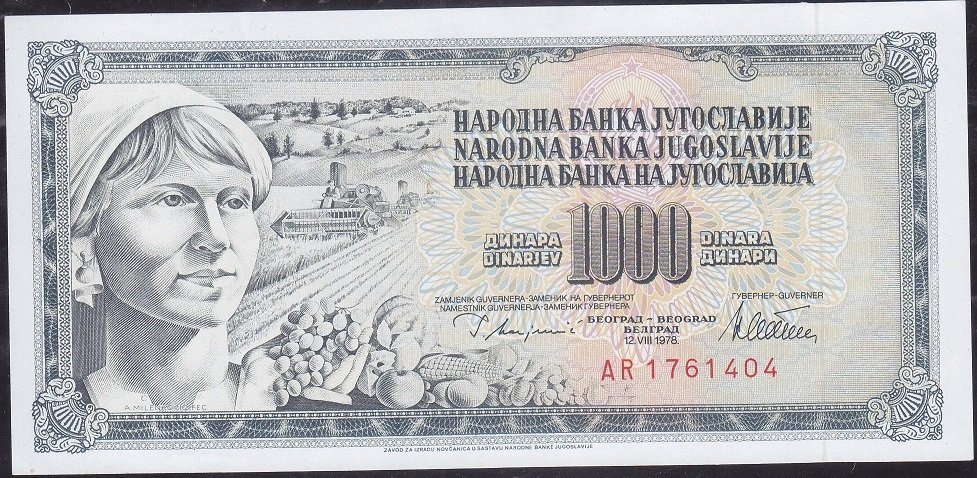 НАРОДНА БАНКА ЈУГОСЛАВИЈЕ
NARODNA BANKA JUGOSLAVIJE
НАРОДНА БАНКА НА ЈУГОСЛАВИЈА
ДИНАРА 1000 DINARA
DINARJEV ДИНАРИ
ZAMJENIK GUVERNERA-ЗАМЕНИК НА ГУВЕРНЕРОТ
NAMESTNIK GUVERNERJA-ЗАМЕНИК ГУВЕРНЕРА
ГУВЕРНЕР-GUVERNER
БЕОГРАД – BEOGRAD
БЕЛГРАД
12. VIII 1978.
AR 1761404
ZAVOD ZA IZRADU NOVČANICA U SASTAVU NARODNE BANKE JUGOSLAVIJE